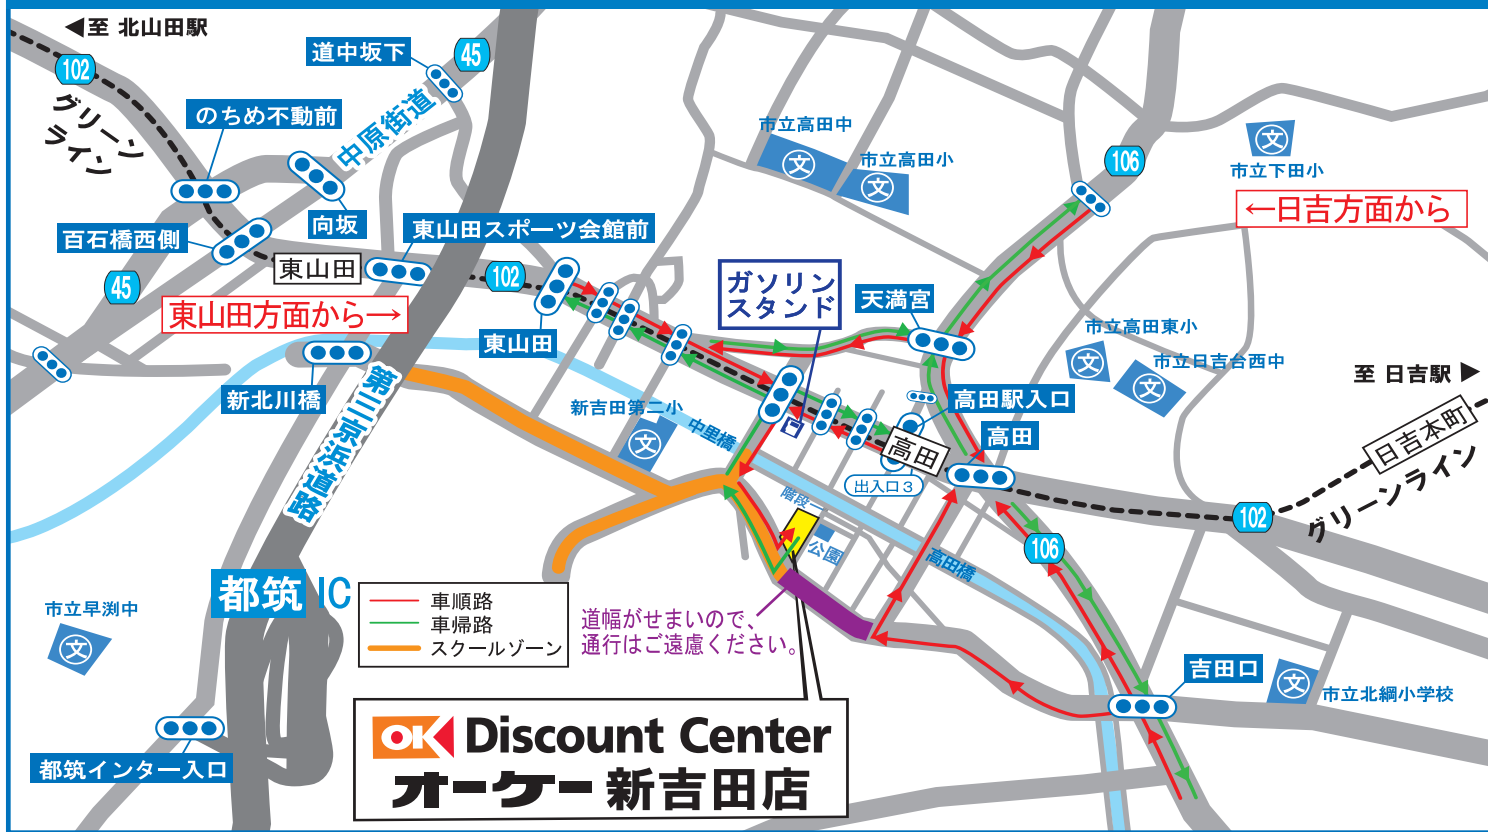 ◀至 北山田駅
102
グリーン
ライン
道中坂下
45
中原街道
のちめ不動前
向坂
百石橋西側
45
東山田
東山田スポーツ会館前
102
東山田方面から→
東山田
新北川橋
第三京浜道路
市立高田中
文
市立高田小
文
106
文
市立下田小
←日吉方面から
ガソリン
スタンド
天満宮
市立高田東小
文
市立日吉台西中
文
至 日吉駅 ▶
高田駅入口
高田
高田
出入口3
日吉本町
グリーンライン
102
新吉田第二小
文
中里橋
階段
公園
高田橋
106
都筑 IC
車順路
車帰路
スクールゾーン
道幅がせまいので、
通行はご遠慮ください。
市立早渕中
文
都筑インター入口
吉田口
文
市立北綱小学校
OK Discount Center
オーケー 新吉田店